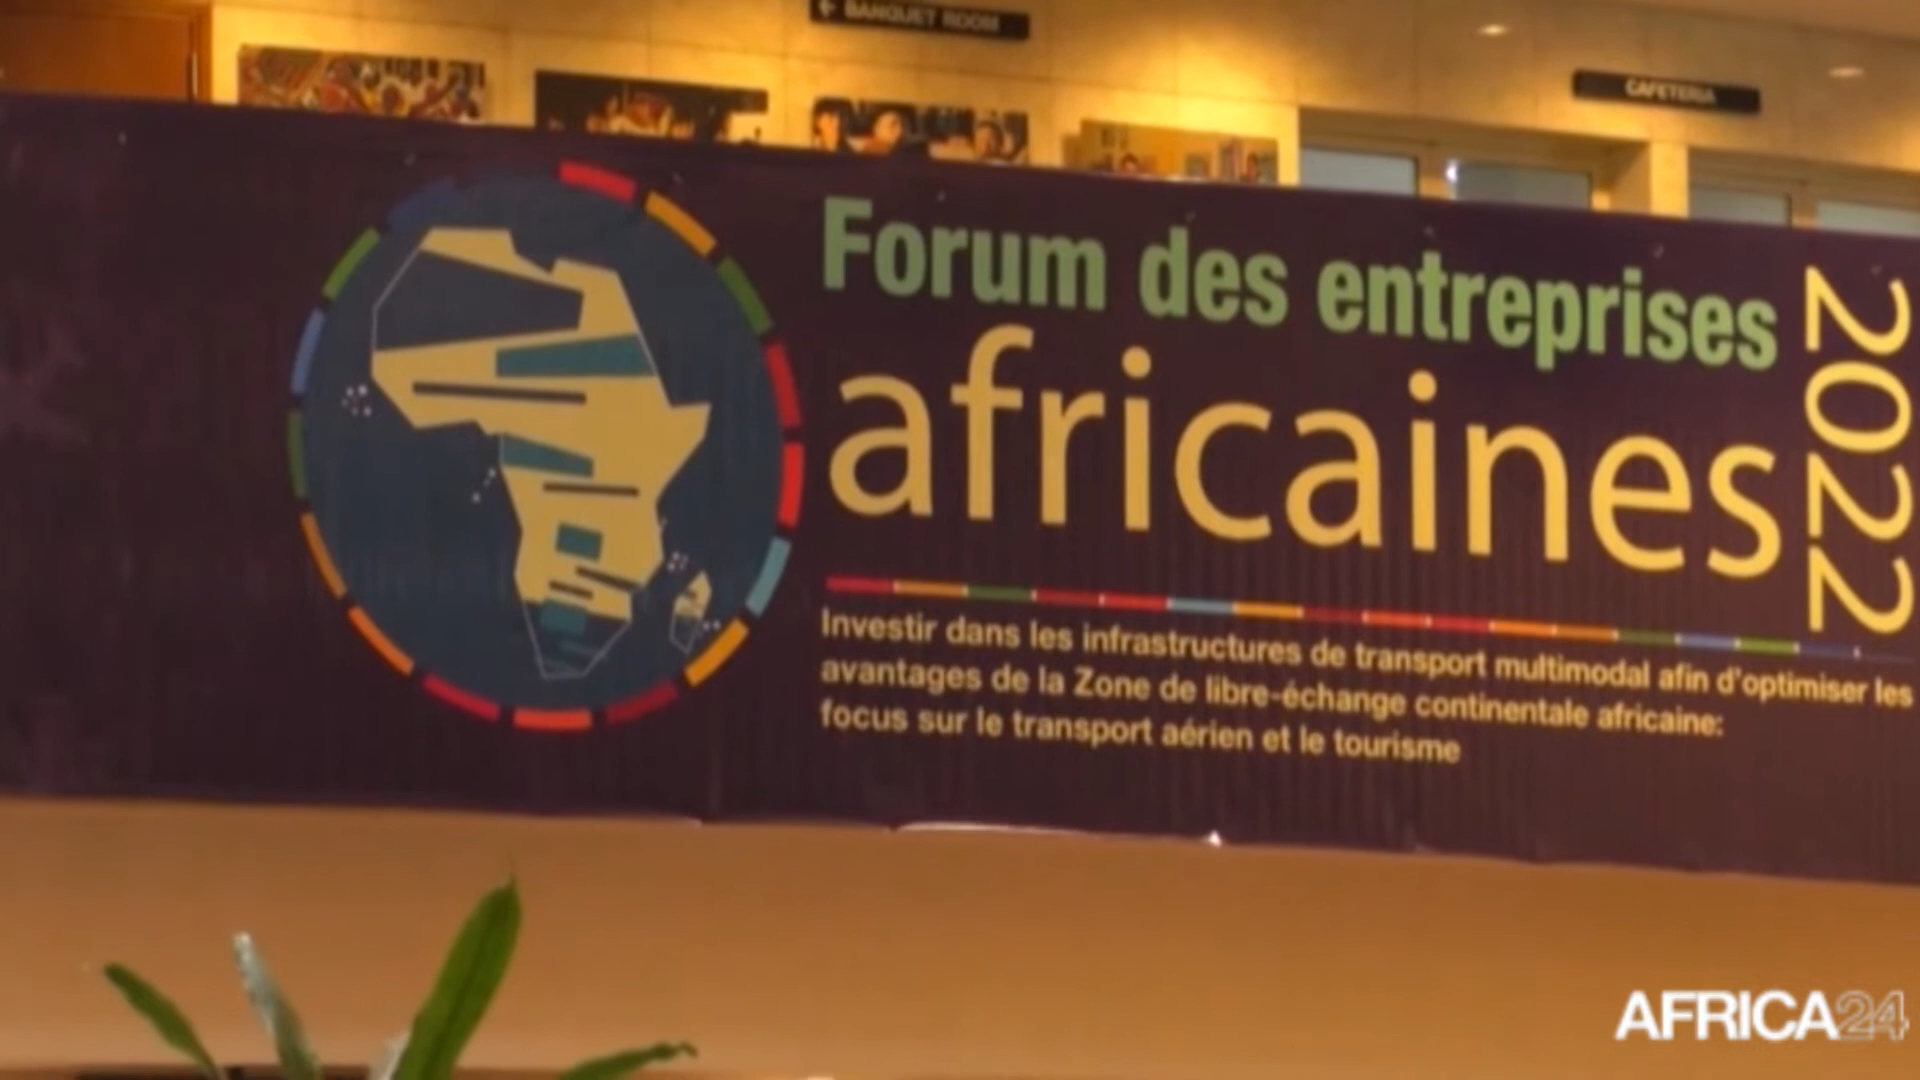 ← BANQUET ROOM
CAFETERIA
Forum des entreprises
africaines
2022
Investir dans les infrastructures de transport multimodal afin d'optimiser les
avantages de la Zone de libre-échange continentale africaine:
focus sur le transport aérien et le tourisme
AFRICA24